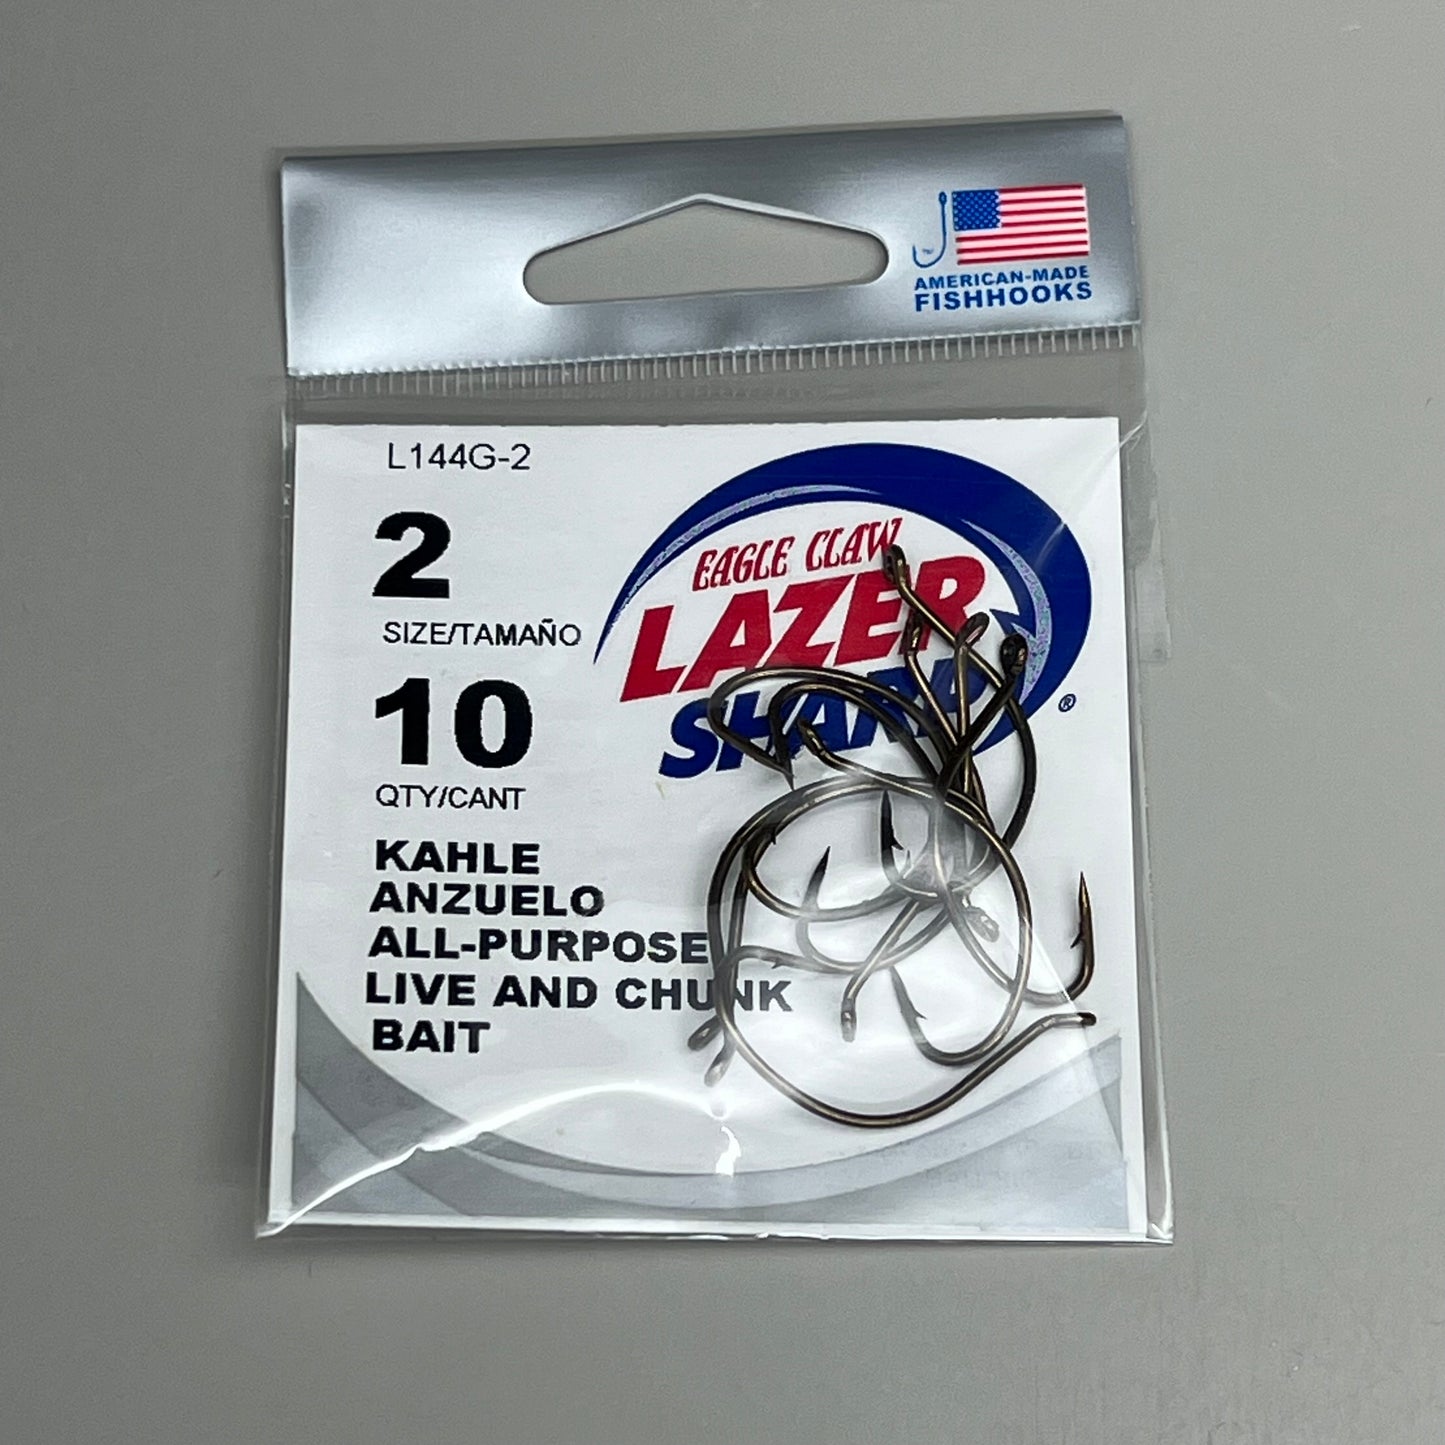 AMERICAN-MADE
FISHHOOKS
L144G-2
2
SIZE/TAMAÑO
10
QTY/CANT
EAGLE CLAW
LAZER
SHARP
®
KAHLE
ANZUELO
ALL-PURPOSE
LIVE AND CHUNK
BAIT